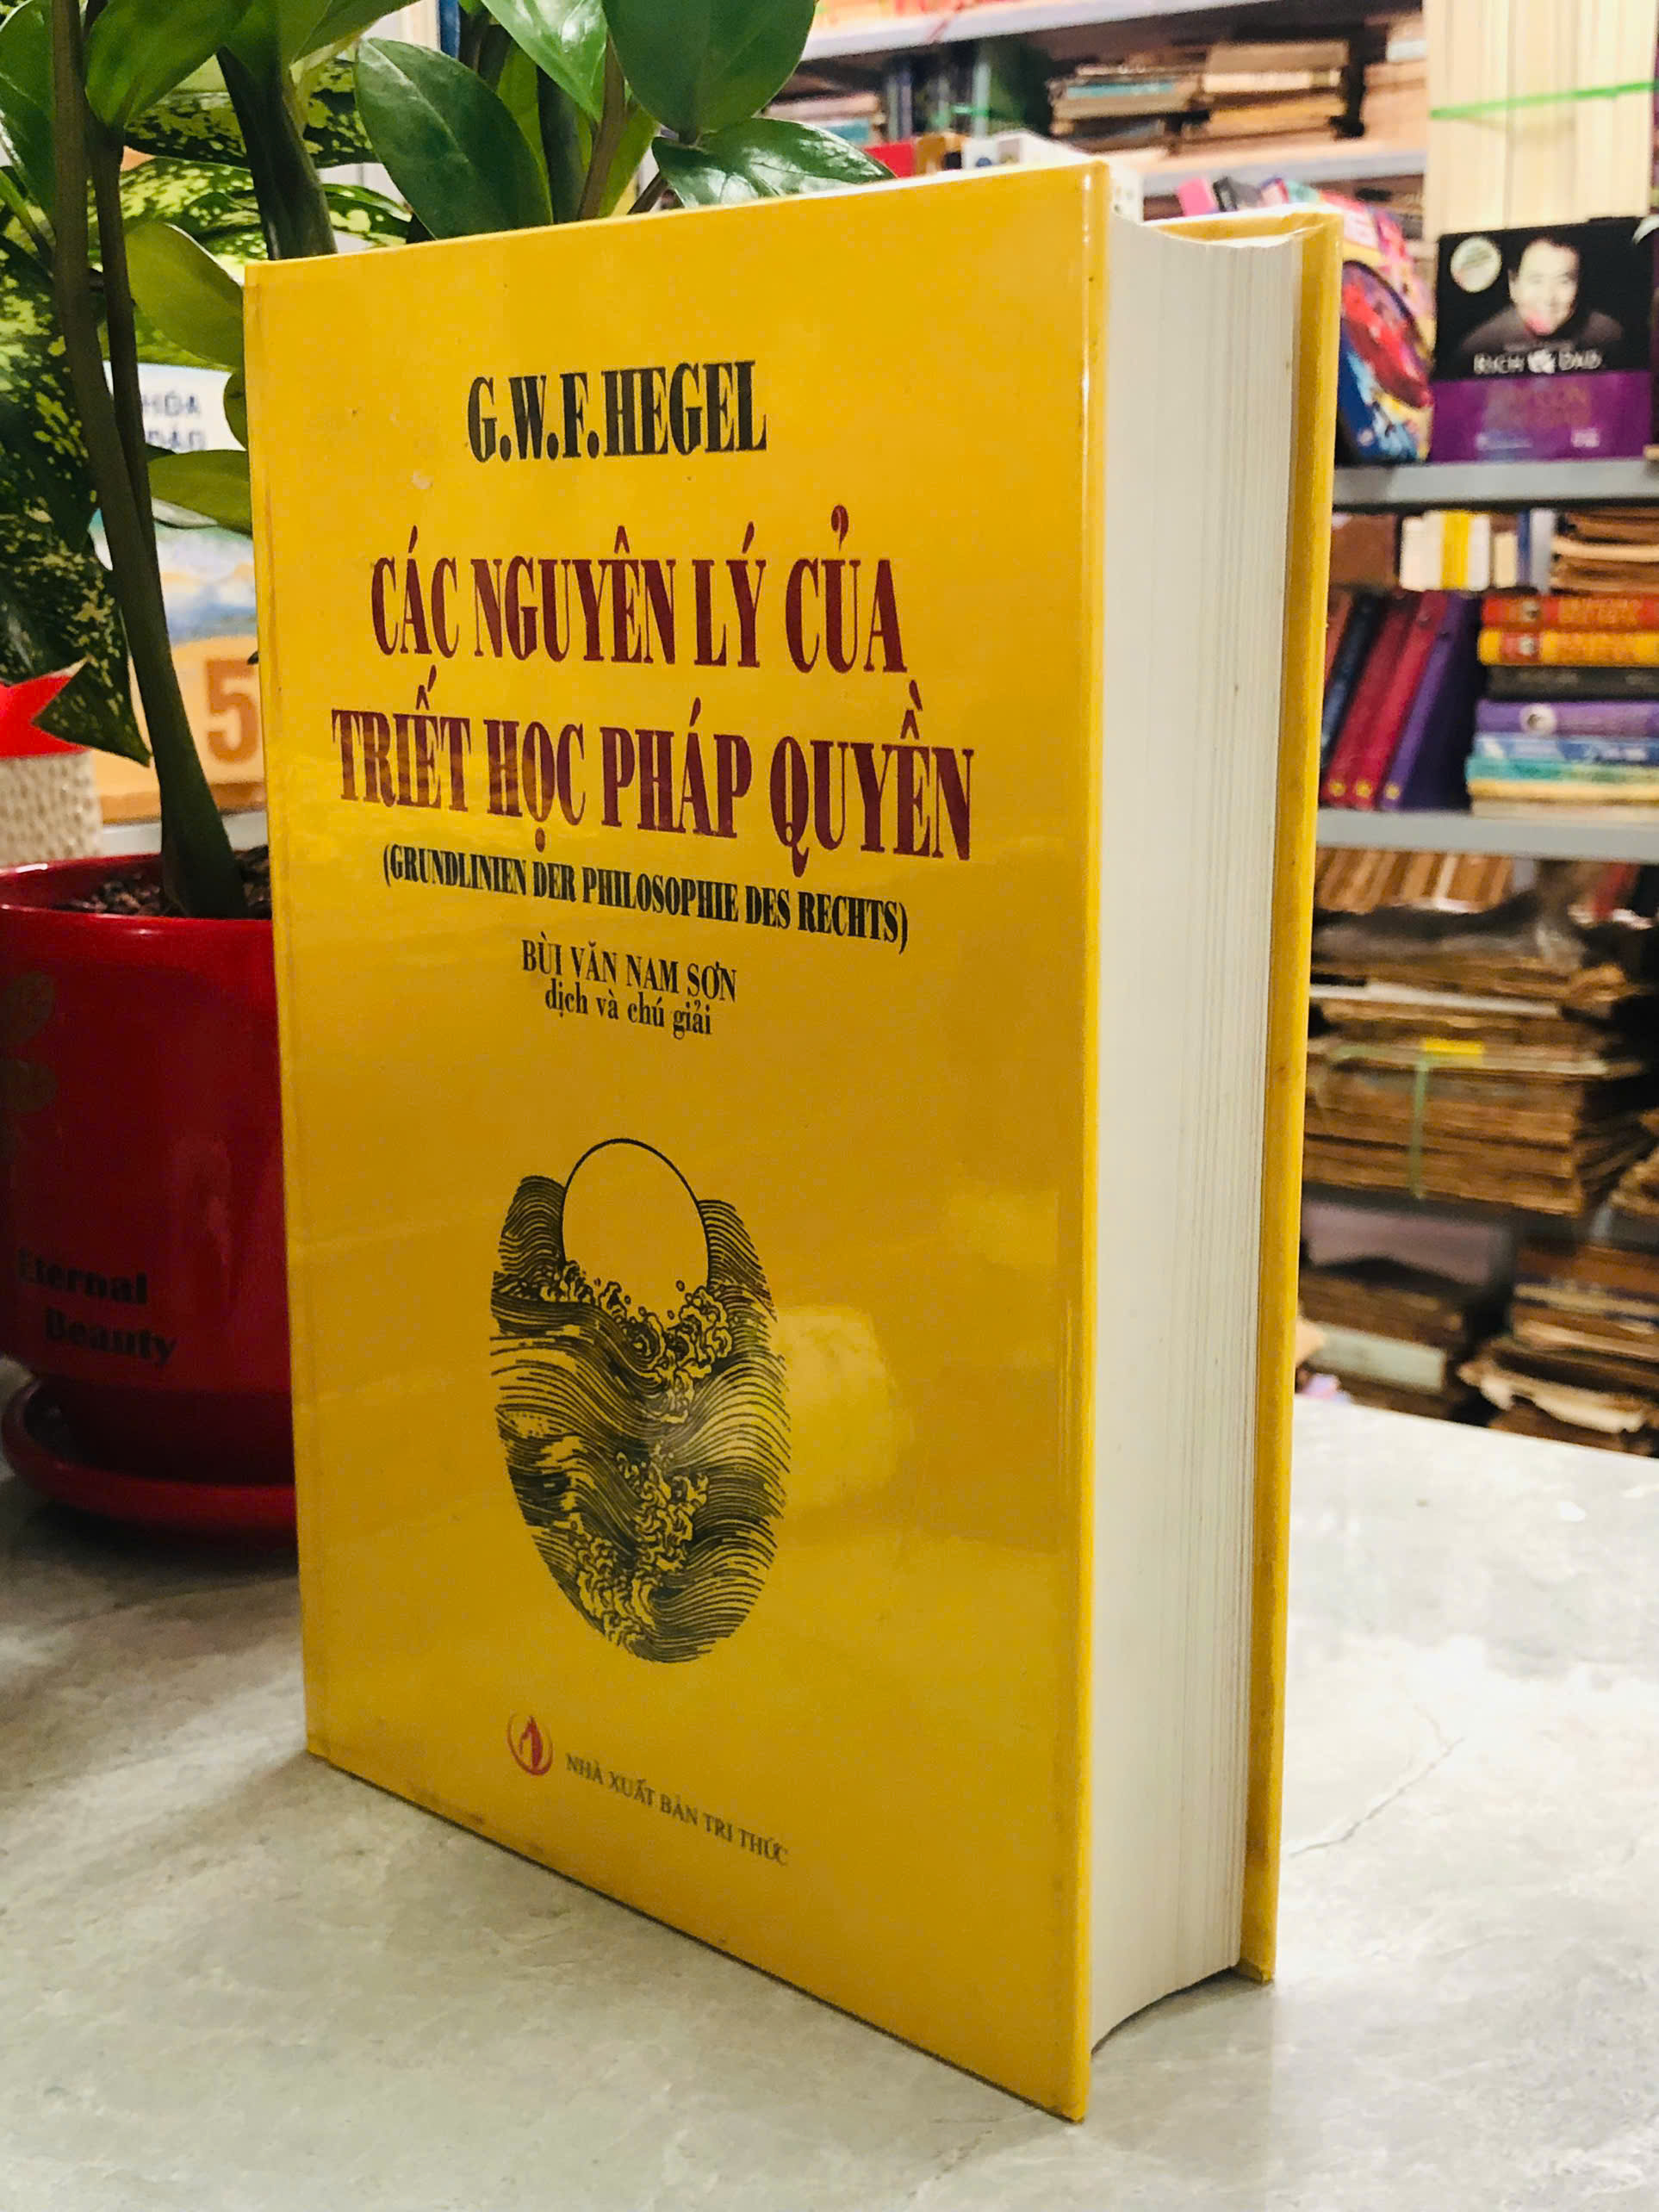 G.W.F.HEGEL
CÁC NGUYÊN LÝ CỦA
TRIẾT HỌC PHÁP QUYỀN
(GRUNDLINIEN DER PHILOSOPHIE DES RECHTS)
BÙI VĂN NAM SƠN
dịch và chú giải
NHÀ XUẤT BẢN TRI THỨC
Eternal
Beauty
RICH DAD
5